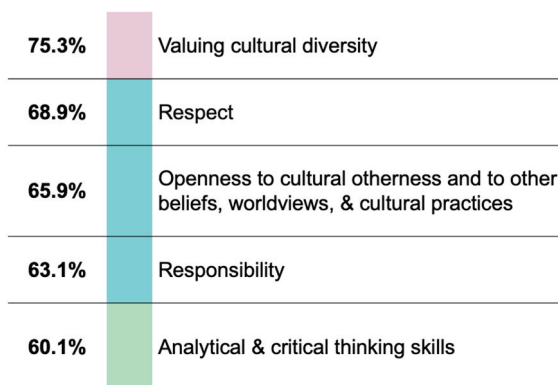 75.3% Valuing cultural diversity
68.9% Respect
65.9% Openness to cultural otherness and to other
beliefs, worldviews, & cultural practices
63.1% Responsibility
60.1% Analytical & critical thinking skills